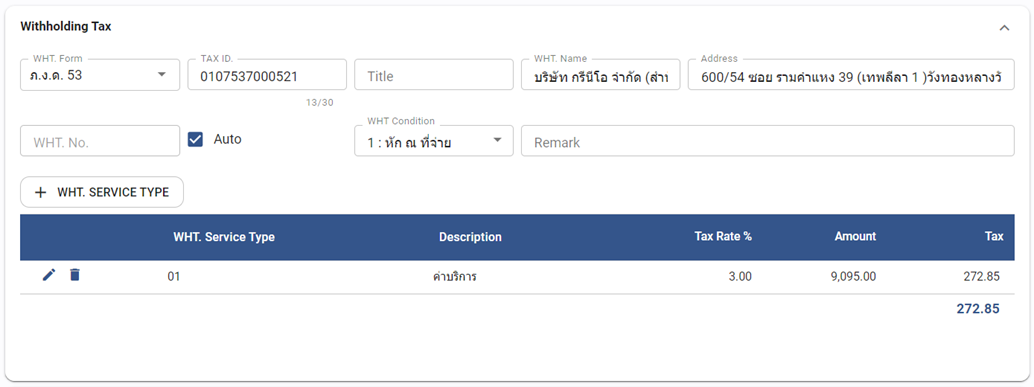 Withholding Tax
WHT. Form TAX ID. WHT. Name Address
ภ.ง.ด. 53 0107537000521 Title บริษัท กรีนีโอ จำกัด (ส่าน 600/54 ซอย รามคำแหง 39 (เทพลีลา 1 )วังทองหลางวั
13/30
WHT Condition
WHT. No. Auto 1 : หัก ณ ที่จ่าย Remark
+ WHT. SERVICE TYPE
WHT. Service Type Description Tax Rate % Amount Tax
01 ค่าบริการ 3.00 9,095.00 272.85
272.85